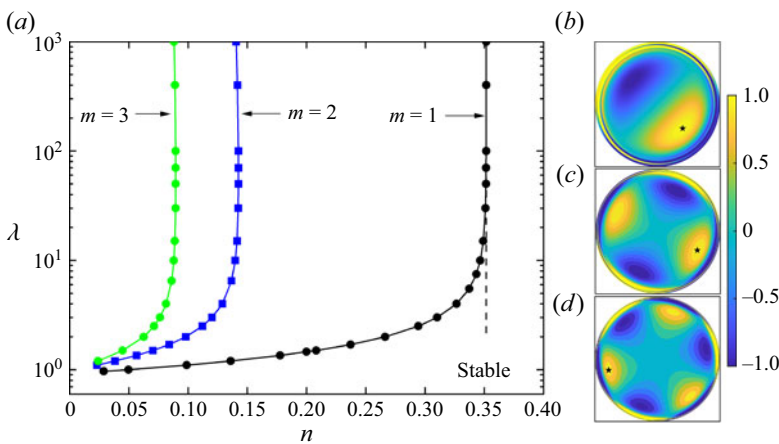 (a)
10³
10²
10¹
10⁰
λ
m = 3
m = 2
m = 1
Stable
0
0.05
0.10
0.15
0.20
0.25
0.30
0.35
0.40
n
(b)
(c)
(d)
1.0
0.5
0
−0.5
−1.0